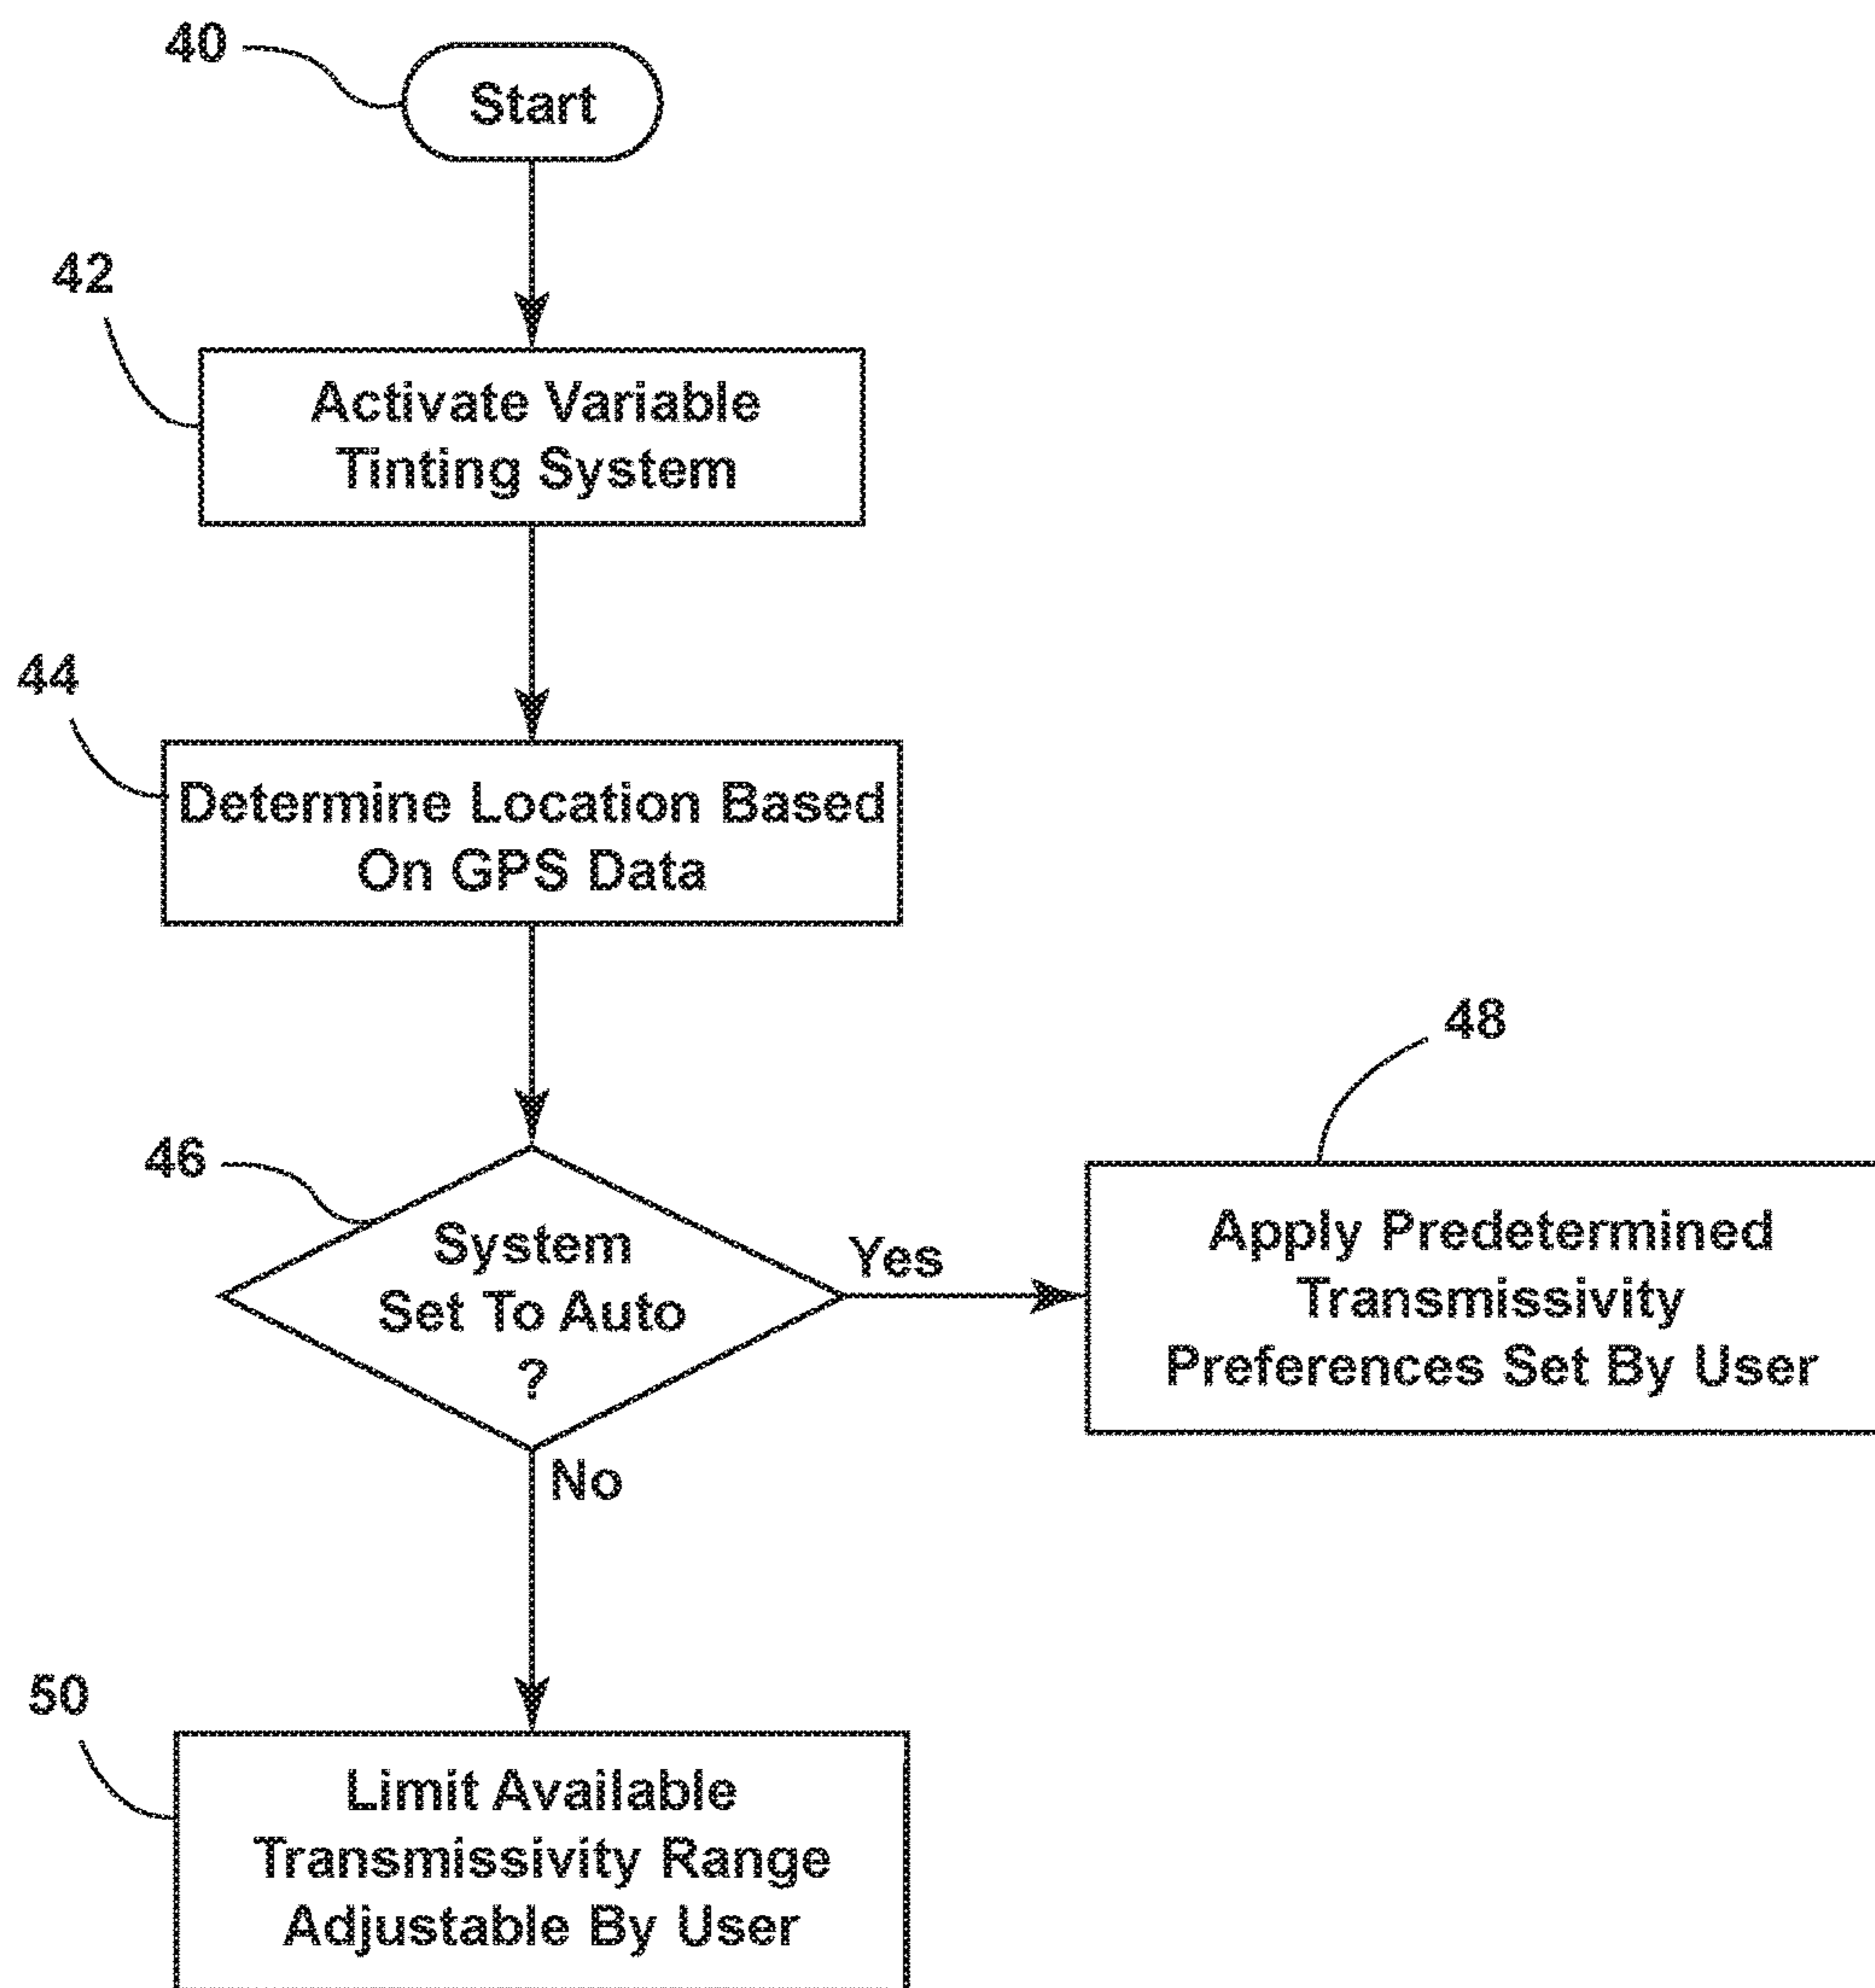 40
Start
42
Activate Variable
Tinting System
44
Determine Location Based
On GPS Data
46
System
Set To Auto
?
Yes
48
Apply Predetermined
Transmissivity
Preferences Set By User
No
50
Limit Available
Transmissivity Range
Adjustable By User